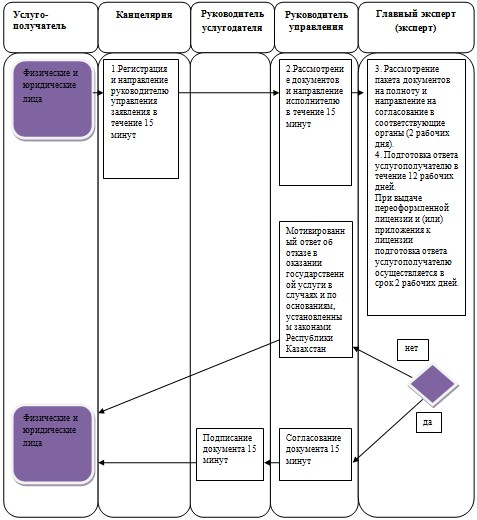 Услуго-
получатель
Канцелярия
Руководитель
услугодателя
Руководитель
управления
Главный эксперт
(эксперт)
Физические и
юридические
лица
1.Регистрация
и направление
руководителю
управления
заявления в
течение 15
минут
2.Рассмотрени
е документов
и направление
исполнителю
в течение 15
минут
3. Рассмотрение
пакета документов
на полноту и
направление на
согласование в
соответствующие
органы (2 рабочих
дня).
4. Подготовка ответа
услугополучателю в
течение 12 рабочих
дней.
При выдаче
переоформленной
лицензии и (или)
приложения к
лицензии
подготовка ответа
услугополучателю
осуществляется в
срок 2 рабочих дней.
Мотивированн
ый ответ об
отказе в
оказании
государственн
ой услуги в
случаях и по
основаниям,
установленны
м законами
Республики
Казахстан
нет
да
Физические и
юридические
лица
Подписание
документа 15
минут
Согласование
документа 15
минут